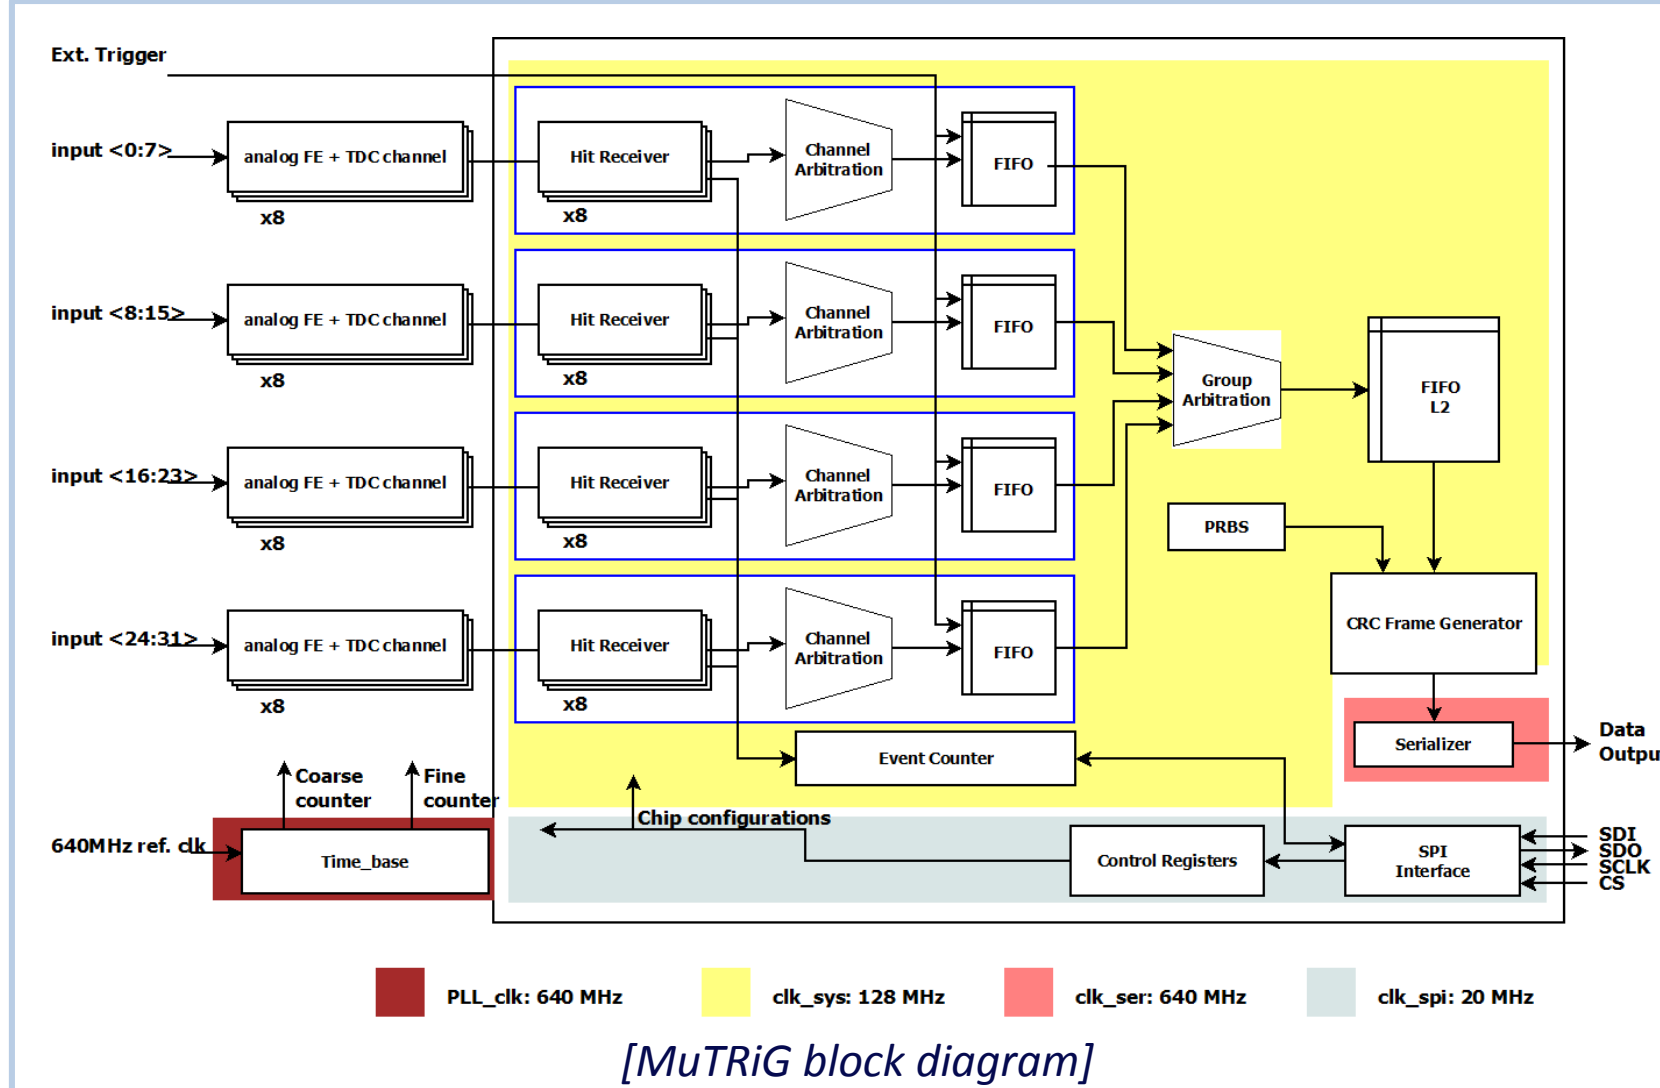 Ext. Trigger
input <0:7>
analog FE + TDC channel
x8
Hit Receiver
x8
Channel
Arbitration
FIFO
input <8:15>
analog FE + TDC channel
x8
Hit Receiver
x8
Channel
Arbitration
FIFO
Group
Arbitration
FIFO
L2
input <16:23>
analog FE + TDC channel
x8
Hit Receiver
x8
Channel
Arbitration
FIFO
PRBS
CRC Frame Generator
input <24:31>
analog FE + TDC channel
x8
Hit Receiver
x8
Channel
Arbitration
FIFO
Serializer
Data
Output
Event Counter
Coarse
counter
Fine
counter
Chip configurations
640MHz ref. clk
Time_base
Control Registers
SPI
Interface
SDI
SDO
SCLK
CS
PLL_clk: 640 MHz
clk_sys: 128 MHz
clk_ser: 640 MHz
clk_spi: 20 MHz
[MuTRiG block diagram]